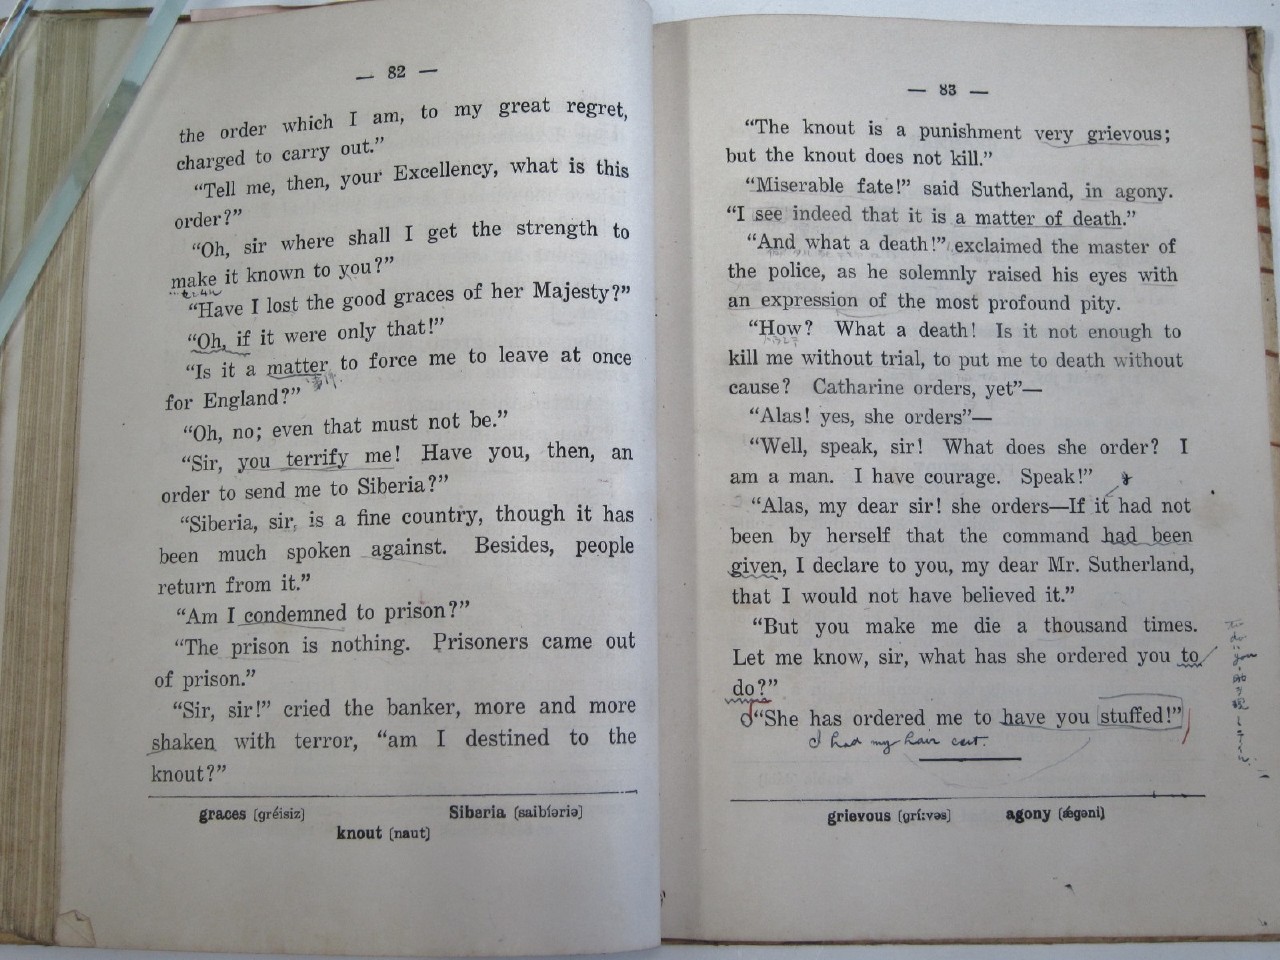 — 82 —
the order which I am, to my great regret,
charged to carry out.”
“Tell me, then, your Excellency, what is this
order?”
“Oh, sir where shall I get the strength to
make it known to you?”
“Have I lost the good graces of her Majesty?”
“Oh, if it were only that!”
“Is it a matter to force me to leave at once
for England?”
“Oh, no; even that must not be.”
“Sir, you terrify me! Have you, then, an
order to send me to Siberia?”
“Siberia, sir, is a fine country, though it has
been much spoken against. Besides, people
return from it.”
“Am I condemned to prison?”
“The prison is nothing. Prisoners came out
of prison.”
“Sir, sir!” cried the banker, more and more
shaken with terror, “am I destined to the
knout?”
graces [gréisiz] Siberia [saibíəriə]
knout [naut]
— 83 —
“The knout is a punishment very grievous;
but the knout does not kill.”
“Miserable fate!” said Sutherland, in agony.
“I see indeed that it is a matter of death.”
“And what a death!” exclaimed the master of
the police, as he solemnly raised his eyes with
an expression of the most profound pity.
“How? What a death! Is it not enough to
kill me without trial, to put me to death without
cause? Catharine orders, yet”—
“Alas! yes, she orders”—
“Well, speak, sir! What does she order? I
am a man. I have courage. Speak!”
“Alas, my dear sir! she orders—If it had not
been by herself that the command had been
given, I declare to you, my dear Mr. Sutherland,
that I would not have believed it.”
“But you make me die a thousand times.
Let me know, sir, what has she ordered you to
do?”
“She has ordered me to have you stuffed!”
I had my hair cut.
grievous [grí:vəs] agony [ǽgəni]